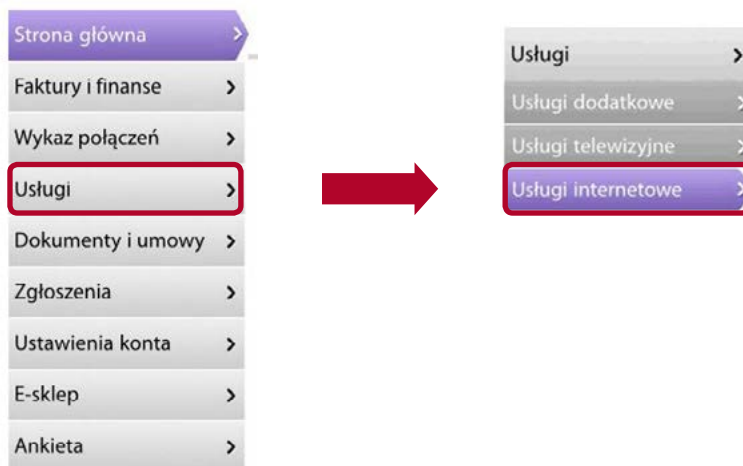 Strona główna
Faktury i finanse
Wykaz połączeń
Usługi
Dokumenty i umowy
Zgłoszenia
Ustawienia konta
E-sklep
Ankieta
Usługi
Usługi dodatkowe
Usługi telewizyjne
Usługi internetowe